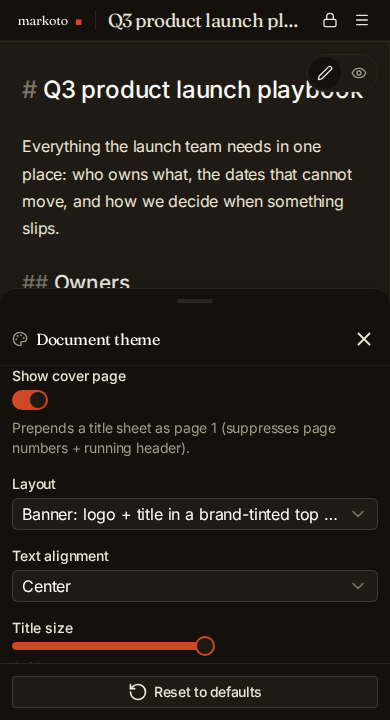 markoto
Q3 product launch pl...
# Q3 product launch playbook
Everything the launch team needs in one
place: who owns what, the dates that cannot
move, and how we decide when something
slips.
## Owners
Document theme
Show cover page
Prepends a title sheet as page 1 (suppresses page
numbers + running header).
Layout
Banner: logo + title in a brand-tinted top ...
Text alignment
Center
Title size
Reset to defaults